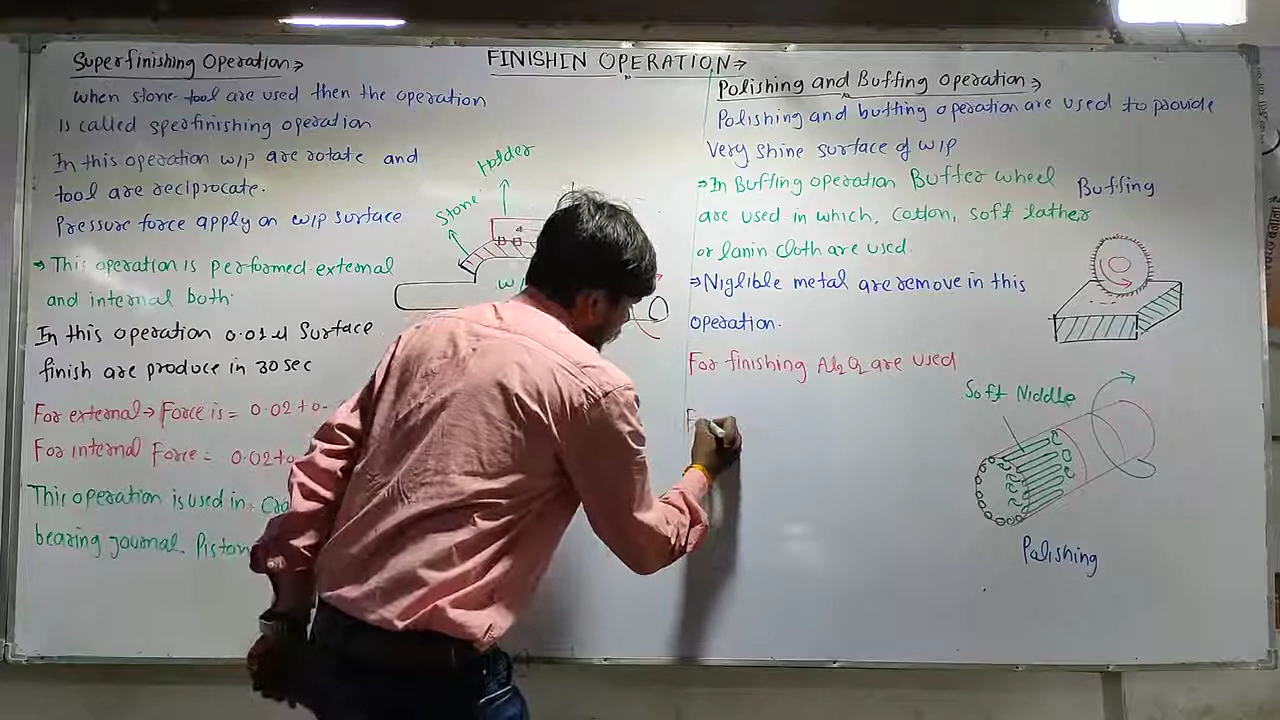 FINISHIN OPERATION
Superfinishing Operation
When stone tool are used then the operation
is called sperfinishing operation
In this operation w/p are rotate and
tool are reciprocate.
Pressure force apply on w/p surface
This operation is performed external
and internal both.
In this operation 0.01 µ Surface
finish are produce in 30 sec
For external → Force is = 0.02 to
For internal Force = 0.02 to
This operation is used in
bearing journal Piston
Holder
Stone
Polishing and Buffing operation
Polishing and buffing operation are used to provide
Very shine surface of w/p
⇒ In Buffing operation Buffer wheel
are used in which, Cotton, soft lather
or lanin cloth are used.
⇒ Niglible metal are remove in this
operation.
For finishing are used
F
Buffing
Soft Niddle
Polishing